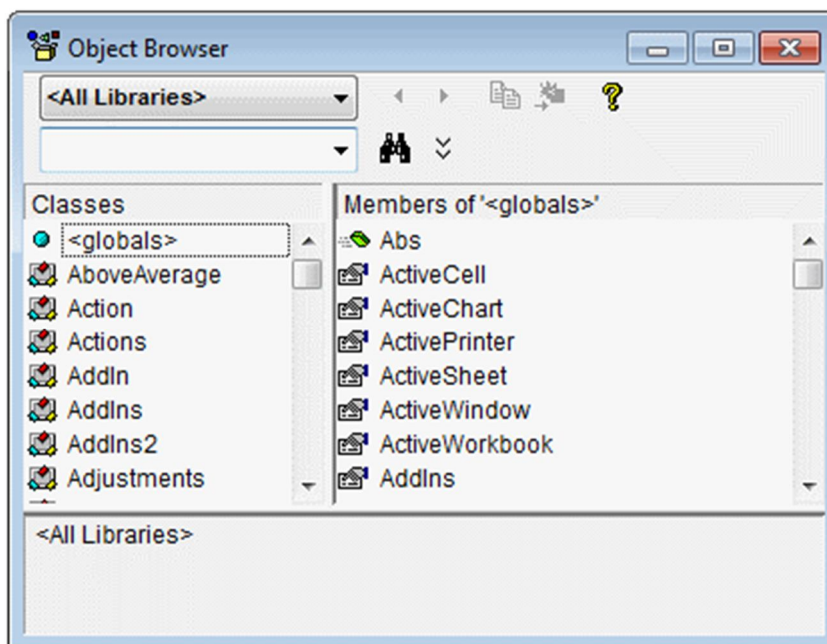 Object Browser
<All Libraries>
Classes
<globals>
AboveAverage
Action
Actions
AddIn
AddIns
AddIns2
Adjustments
Members of '<globals>'
Abs
ActiveCell
ActiveChart
ActivePrinter
ActiveSheet
ActiveWindow
ActiveWorkbook
AddIns
<All Libraries>